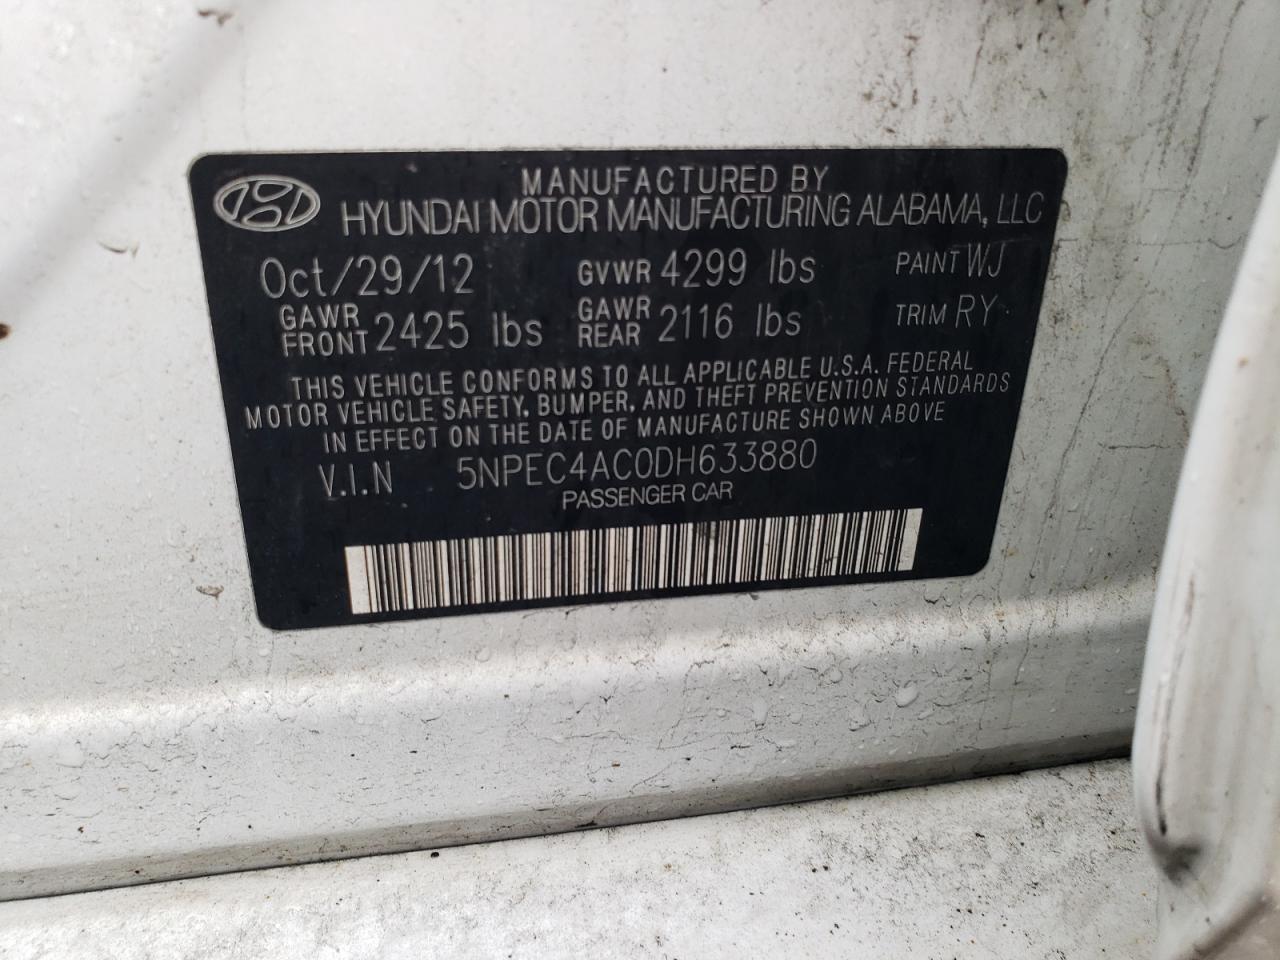 MANUFACTURED BY
HYUNDAI MOTOR MANUFACTURING ALABAMA, LLC
Oct/29/12 GVWR 4299 lbs PAINT WJ
GAWR FRONT 2425 lbs GAWR REAR 2116 lbs TRIM RY
THIS VEHICLE CONFORMS TO ALL APPLICABLE U.S.A. FEDERAL
MOTOR VEHICLE SAFETY, BUMPER, AND THEFT PREVENTION STANDARDS
IN EFFECT ON THE DATE OF MANUFACTURE SHOWN ABOVE
V.I.N 5NPEC4AC0DH633880
PASSENGER CAR